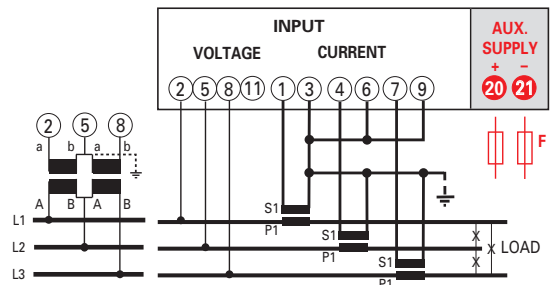 INPUT
AUX.
SUPPLY
VOLTAGE CURRENT
+ −
2 5 8 11 1 3 4 6 7 9 20 21
2 5 8
a b a b
F
A B A B
S1
L1
P1
S1
L2
P1
X X X LOAD
S1
L3
P1